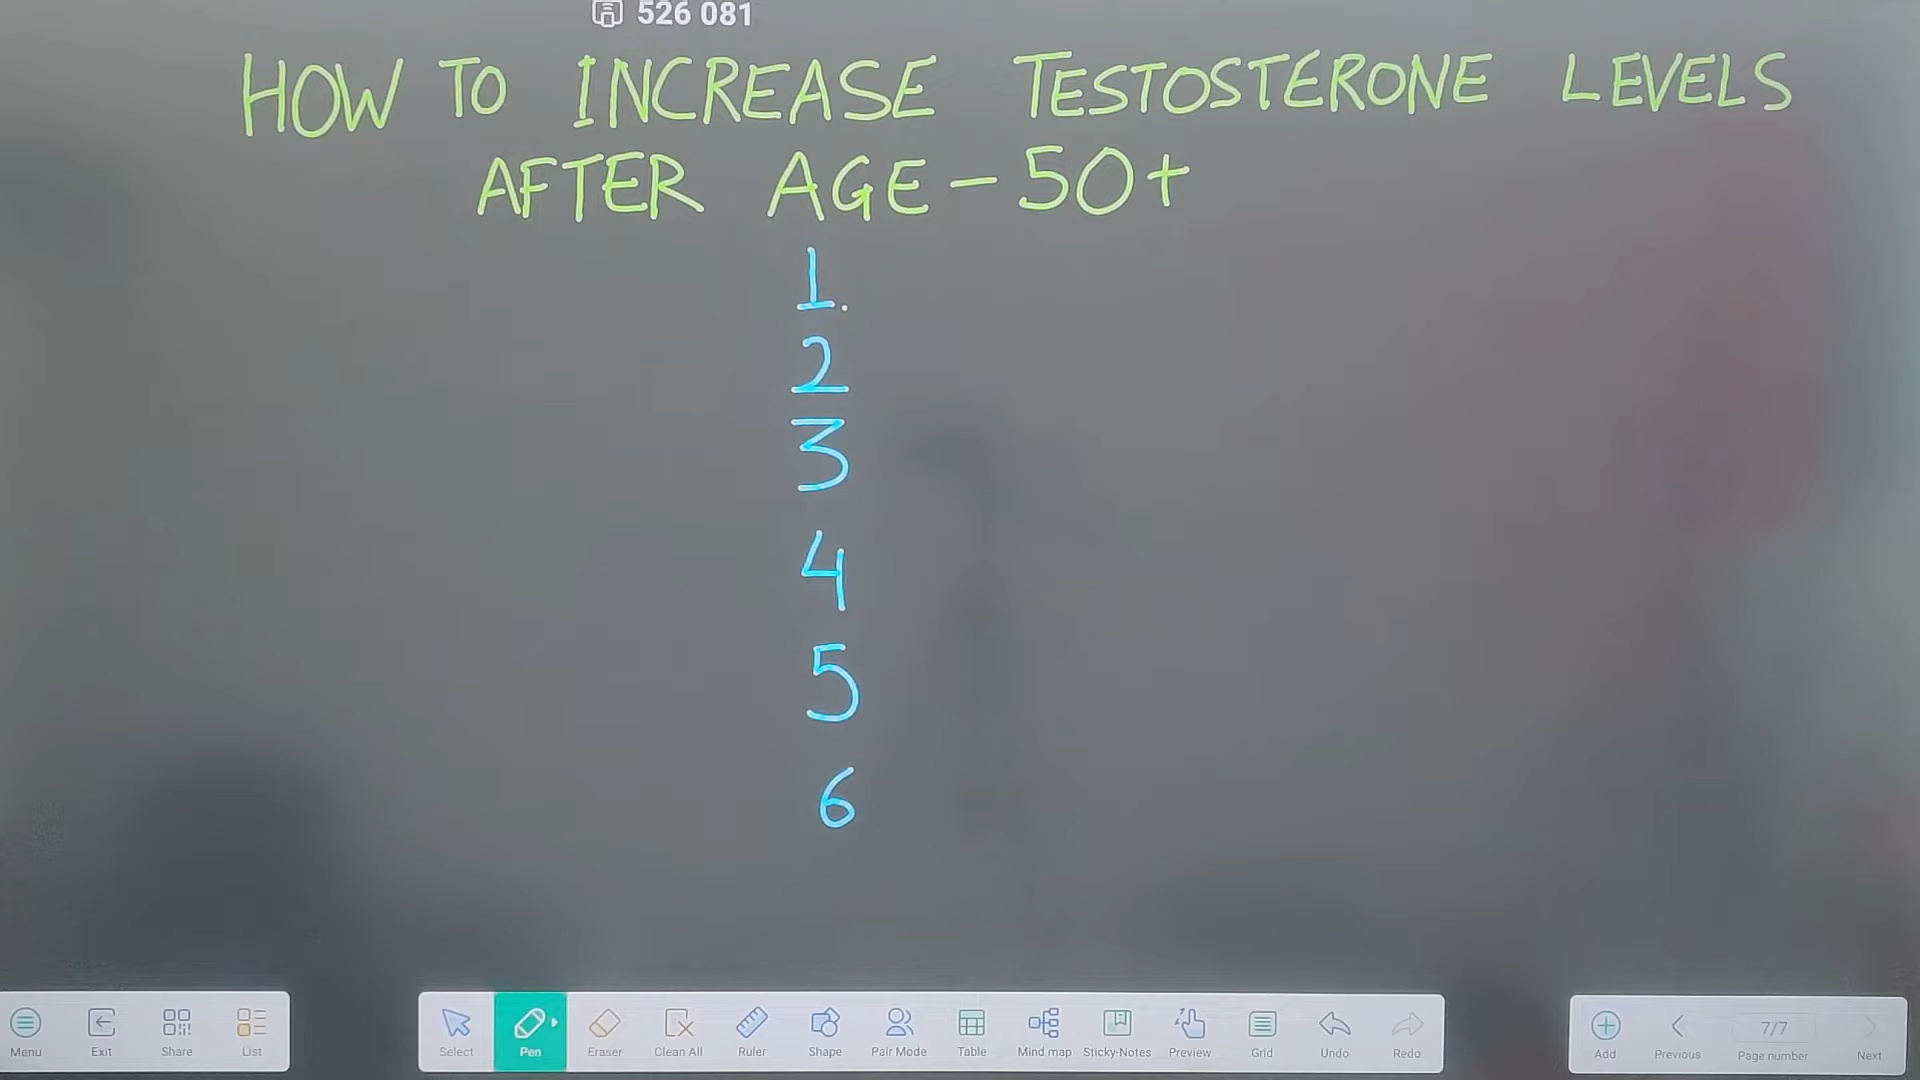 526 081
HOW TO INCREASE TESTOSTERONE LEVELS
AFTER AGE - 50+
1.
2
3
4
5
6
Menu Exit Share List Select Pen Eraser Clean All Ruler Shape Pair Mode Table Mind map Sticky-Notes Preview Grid Undo Redo Add Previous 7/7 Page number Next